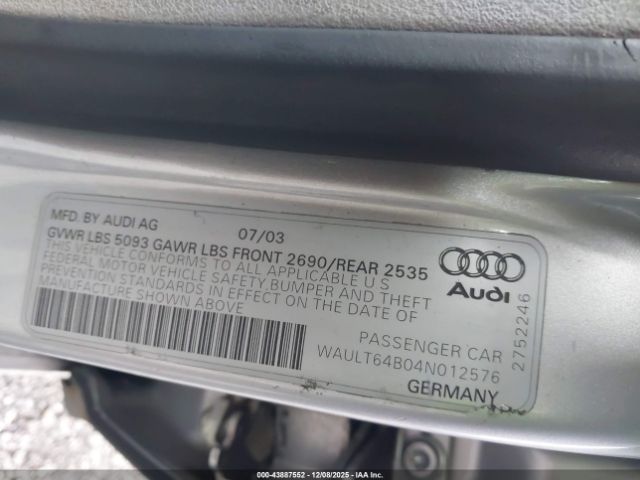 MFD. BY AUDI AG 07/03
GVWR LBS 5093 GAWR LBS FRONT 2690/REAR 2535
THIS VEHICLE CONFORMS TO ALL APPLICABLE U S
FEDERAL MOTOR VEHICLE SAFETY, BUMPER AND THEFT
PREVENTION STANDARDS IN EFFECT ON THE DATE OF
MANUFACTURE SHOWN ABOVE
Audi
PASSENGER CAR
WAULT64B04N012576
GERMANY
2752246
000-43887552 - 12/08/2025 - IAA Inc.